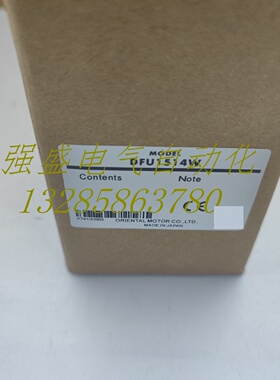 MODEL
DFU1514W
强盛电气自动化
Contents Note
13285863780
CE
ORIENTAL MOTOR CO.,LTD.
MADE IN JAPAN